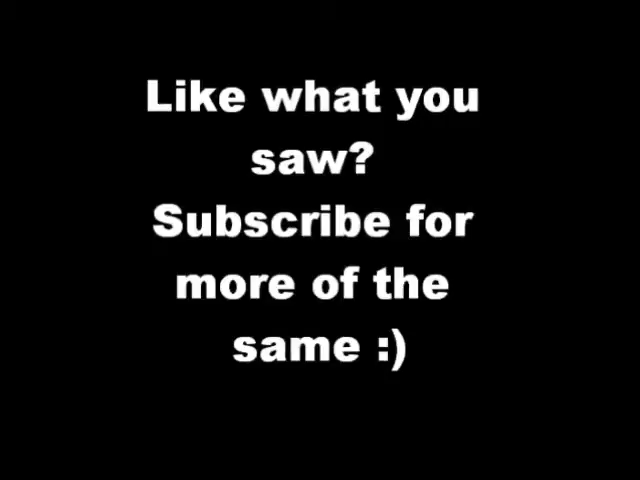 Like what you
saw?
Subscribe for
more of the
same :)